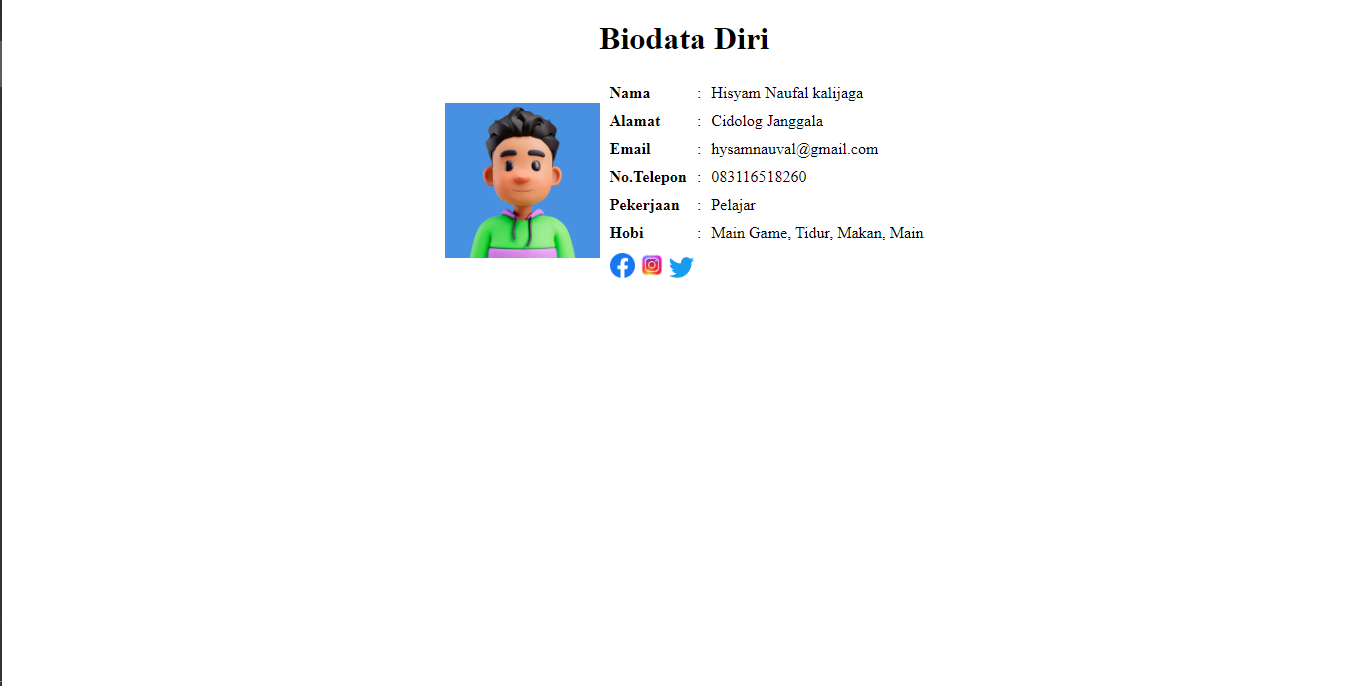 Biodata Diri
Nama : Hisyam Naufal kalijaga
Alamat : Cidolog Janggala
Email : hysamnauval@gmail.com
No.Telepon : 083116518260
Pekerjaan : Pelajar
Hobi : Main Game, Tidur, Makan, Main